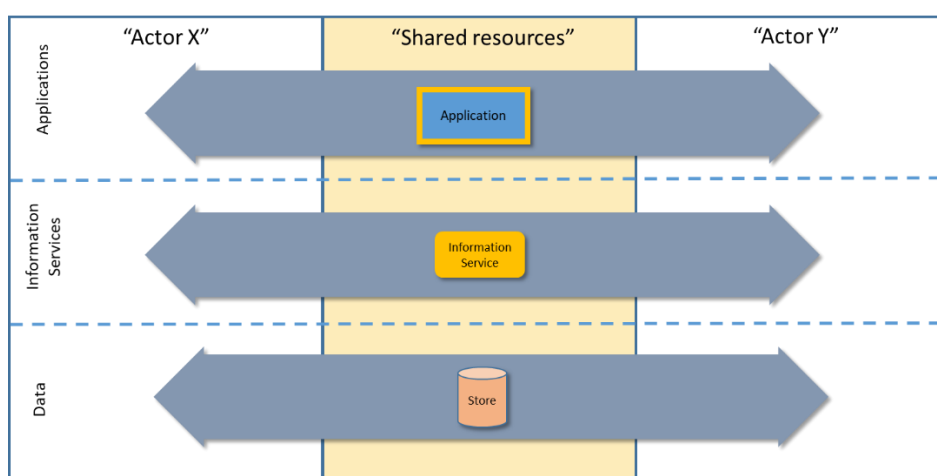 “Actor X”
“Shared resources”
“Actor Y”
Applications
Application
Information
Services
Information
Service
Data
Store